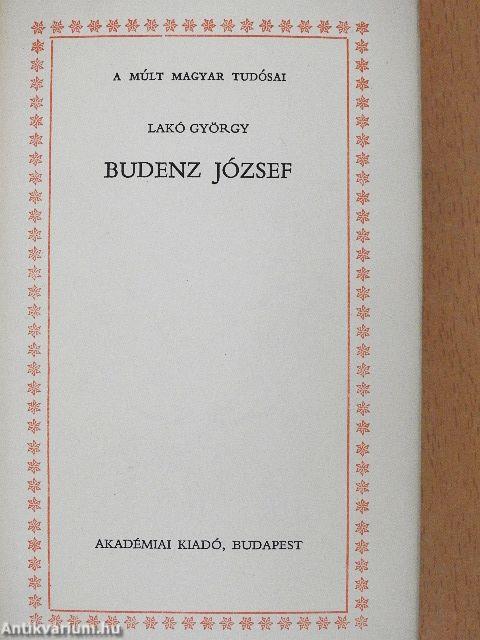 A MÚLT MAGYAR TUDÓSAI
LAKÓ GYÖRGY
BUDENZ JÓZSEF
AKADÉMIAI KIADÓ, BUDAPEST
Antikvarium.hu